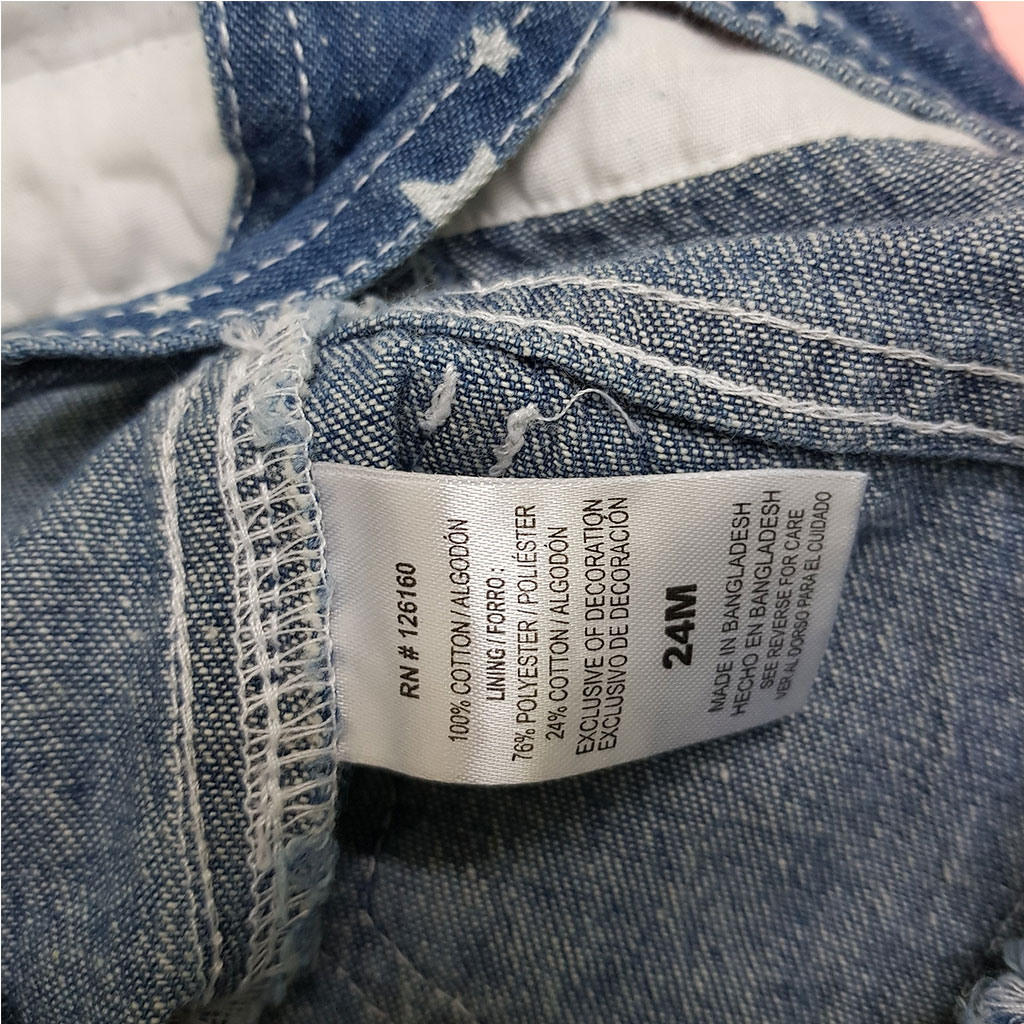 RN # 126160
100% COTTON / ALGODÓN
LINING / FORRO :
76% POLYESTER / POLIÉSTER
24% COTTON / ALGODÓN
EXCLUSIVE OF DECORATION
EXCLUSIVO DE DECORACIÓN
24M
MADE IN BANGLADESH
HECHO EN BANGLADESH
SEE REVERSE FOR CARE
VER AL DORSO PARA EL CUIDADO